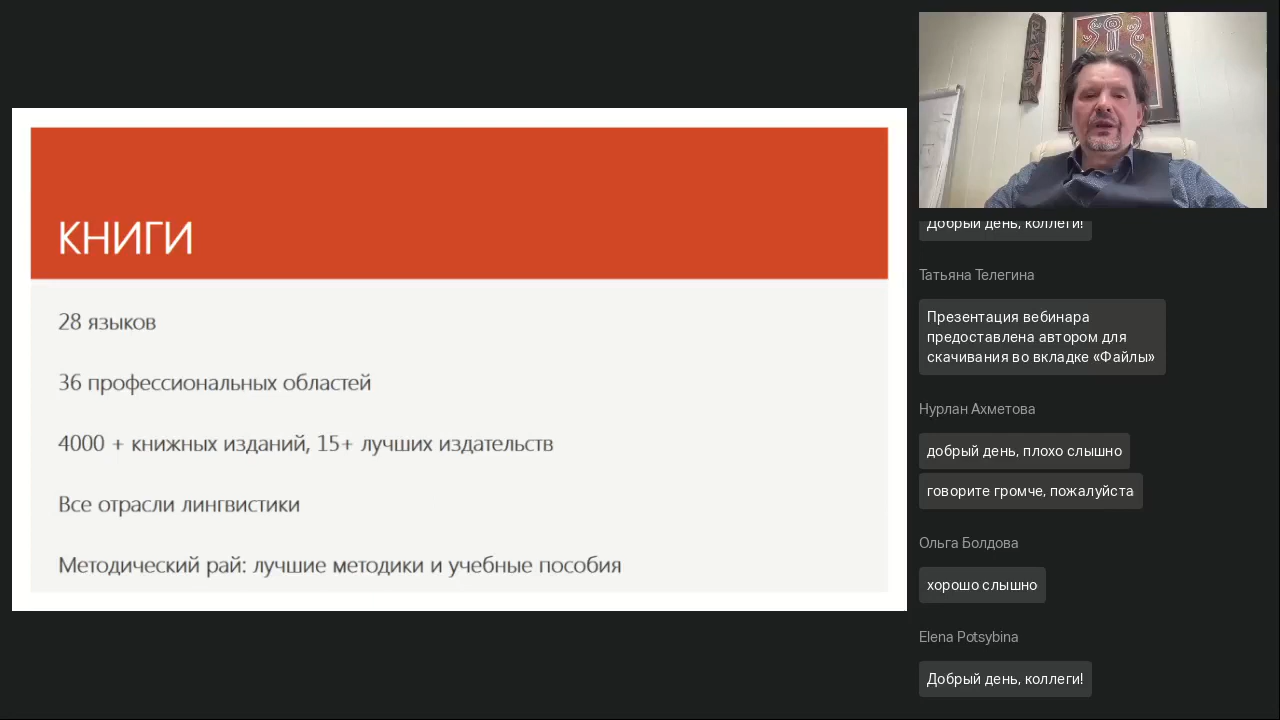 КНИГИ
28 языков
36 профессиональных областей
4000 + книжных изданий, 15+ лучших издательств
Все отрасли лингвистики
Методический рай: лучшие методики и учебные пособия
Добрый день, коллеги!
Татьяна Телегина
Презентация вебинара
предоставлена автором для
скачивания во вкладке «Файлы»
Нурлан Ахметова
добрый день, плохо слышно
говорите громче, пожалуйста
Ольга Болдова
хорошо слышно
Elena Potsybina
Добрый день, коллеги!